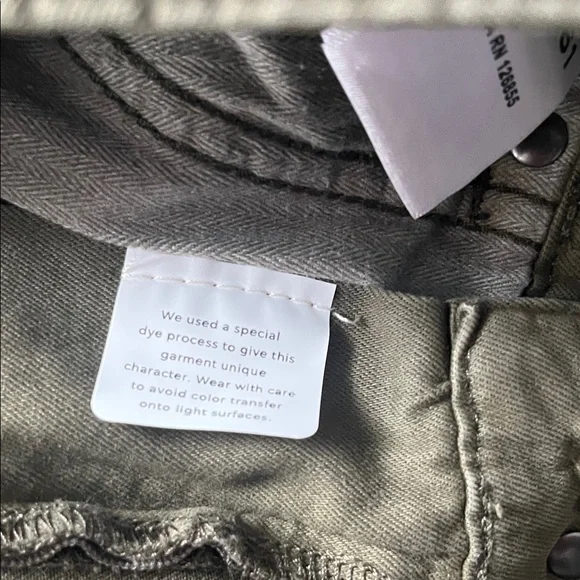 RN 126855
We used a special
dye process to give this
garment unique
character. Wear with care
to avoid color transfer
onto light surfaces.